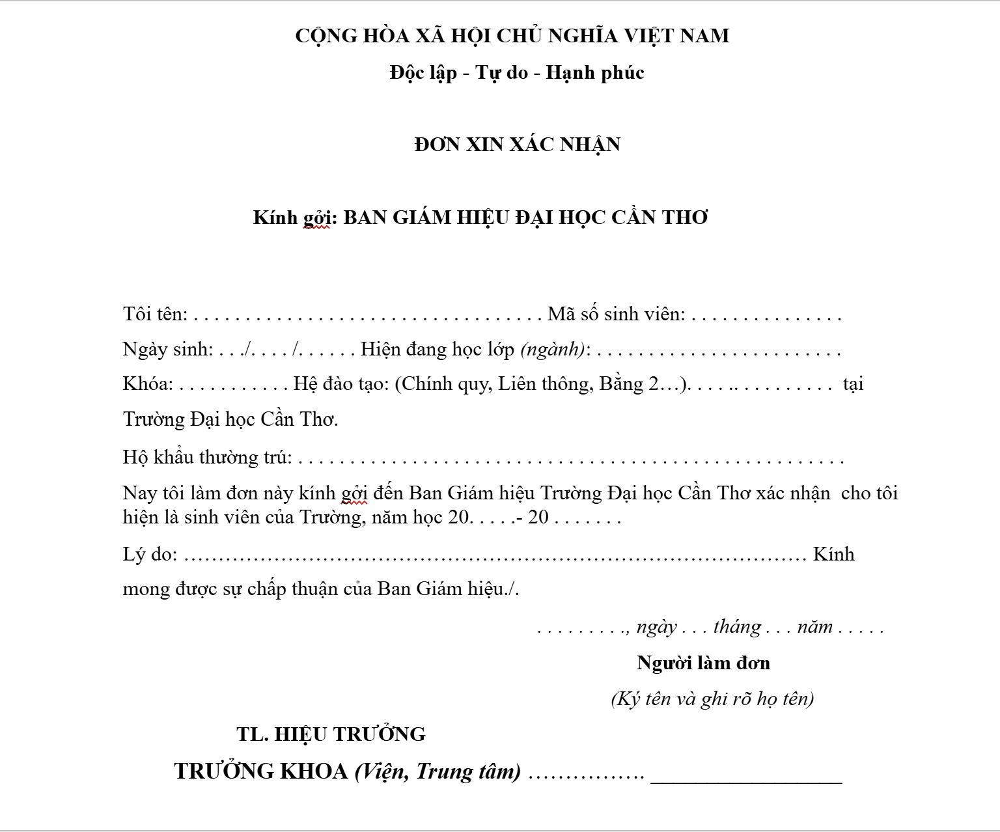 CỘNG HÒA XÃ HỘI CHỦ NGHĨA VIỆT NAM
Độc lập - Tự do - Hạnh phúc
ĐƠN XIN XÁC NHẬN
Kính gởi: BAN GIÁM HIỆU ĐẠI HỌC CẦN THƠ
Tôi tên: . . . . . . . . . . . . . . . . . . . . . . . . . . . . . . . . . . Mã số sinh viên: . . . . . . . . . . . . . . .
Ngày sinh: . . ./. . . . /. . . . . . Hiện đang học lớp (ngành): . . . . . . . . . . . . . . . . . . . . . . . .
Khóa: . . . . . . . . . . . Hệ đào tạo: (Chính quy, Liên thông, Bằng 2…). . . . .. . . . . . . . . . tại
Trường Đại học Cần Thơ.
Hộ khẩu thường trú: . . . . . . . . . . . . . . . . . . . . . . . . . . . . . . . . . . . . . . . . . . . . . . . . . . . . .
Nay tôi làm đơn này kính gởi đến Ban Giám hiệu Trường Đại học Cần Thơ xác nhận cho tôi
hiện là sinh viên của Trường, năm học 20. . . . .- 20 . . . . . . .
Lý do: ……………………………………………………………………………… Kính
mong được sự chấp thuận của Ban Giám hiệu./.
. . . . . . . . ., ngày . . . tháng . . . năm . . . . .
Người làm đơn
(Ký tên và ghi rõ họ tên)
TL. HIỆU TRƯỞNG
TRƯỞNG KHOA (Viện, Trung tâm) ……………. __________________